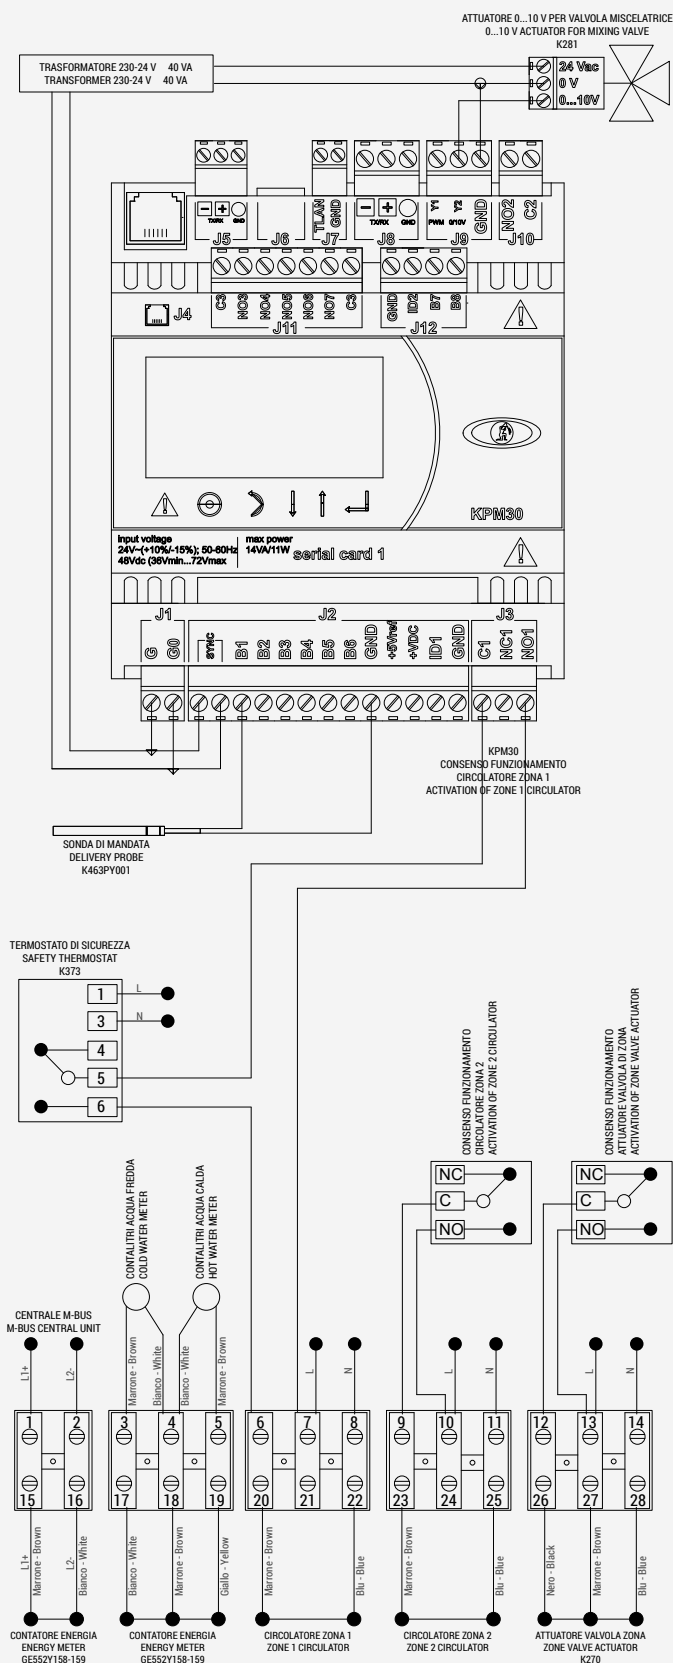 ATTUATORE 0...10 V PER VALVOLA MISCELATRICE
0...10 V ACTUATOR FOR MIXING VALVE
K281
TRASFORMATORE 230-24 V 40 VA
TRANSFORMER 230-24 V 40 VA
24 Vac
0 V
0...10V
TX/RX GND
J5
J6
TLAN
GND
J7
TX/RX GND
J8
Y1
PWM
Y2
0/10V
GND
J9
NO2
C2
J10
J4
C3
NO3
NO4
NO5
NO6
NO7
C3
J11
GND
ID2
B7
B8
J12
KPM30
input voltage
24V~(+10%/-15%); 50-60Hz
48Vdc (36Vmin...72Vmax
max power
14VA/11W
serial card 1
J1
J2
J3
G
G0
SYNC
B1
B2
B3
B4
B5
B6
GND
+5Vref
+VDC
ID1
GND
C1
NC1
NO1
KPM30
CONSENSO FUNZIONAMENTO
CIRCOLATORE ZONA 1
ACTIVATION OF ZONE 1 CIRCULATOR
SONDA DI MANDATA
DELIVERY PROBE
K463PY001
TERMOSTATO DI SICUREZZA
SAFETY THERMOSTAT
K373
1 L
3 N
4
5
6
CONSENSO FUNZIONAMENTO
CIRCOLATORE ZONA 2
ACTIVATION OF ZONE 2 CIRCULATOR
CONSENSO FUNZIONAMENTO
ATTUATORE VALVOLA DI ZONA
ACTIVATION OF ZONE VALVE ACTUATOR
NC
C
NO
NC
C
NO
CONTALITRI ACQUA FREDDA
COLD WATER METER
CONTALITRI ACQUA CALDA
HOT WATER METER
CENTRALE M-BUS
M-BUS CENTRAL UNIT
L1+
L2-
Marrone - Brown
Bianco - White
Bianco - White
Marrone - Brown
L
N
L
N
L
N
1 2 3 4 5 6 7 8 9 10 11 12 13 14
15 16 17 18 19 20 21 22 23 24 25 26 27 28
L1+
Marrone - Brown
L2-
Bianco - White
Bianco - White
Marrone - Brown
Giallo - Yellow
Marrone - Brown
Blu - Blue
Marrone - Brown
Blu - Blue
Nero - Black
Marrone - Brown
Blu - Blue
CONTATORE ENERGIA
ENERGY METER
GE552Y158-159
CONTATORE ENERGIA
ENERGY METER
GE552Y158-159
CIRCOLATORE ZONA 1
ZONE 1 CIRCULATOR
CIRCOLATORE ZONA 2
ZONE 2 CIRCULATOR
ATTUATORE VALVOLA ZONA
ZONE VALVE ACTUATOR
K270